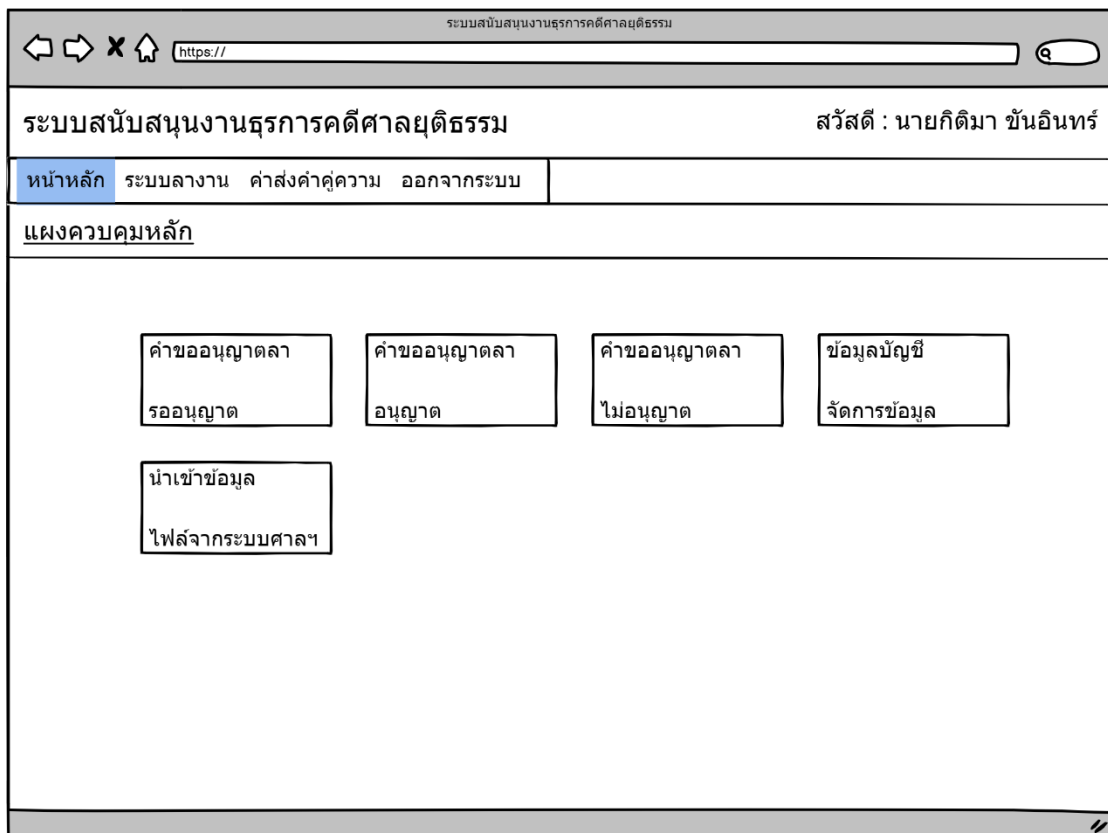 ระบบสนับสนุนงานธุรการคดีศาลยุติธรรม
https://
ระบบสนับสนุนงานธุรการคดีศาลยุติธรรม สวัสดี : นายกิติมา ขันอินทร์
หน้าหลัก ระบบลางาน ค่าส่งคำคู่ความ ออกจากระบบ
แผงควบคุมหลัก
คำขออนุญาตลา คำขออนุญาตลา คำขออนุญาตลา ข้อมูลบัญชี
รออนุญาต อนุญาต ไม่อนุญาต จัดการข้อมูล
นำเข้าข้อมูล
ไฟล์จากระบบศาลฯ